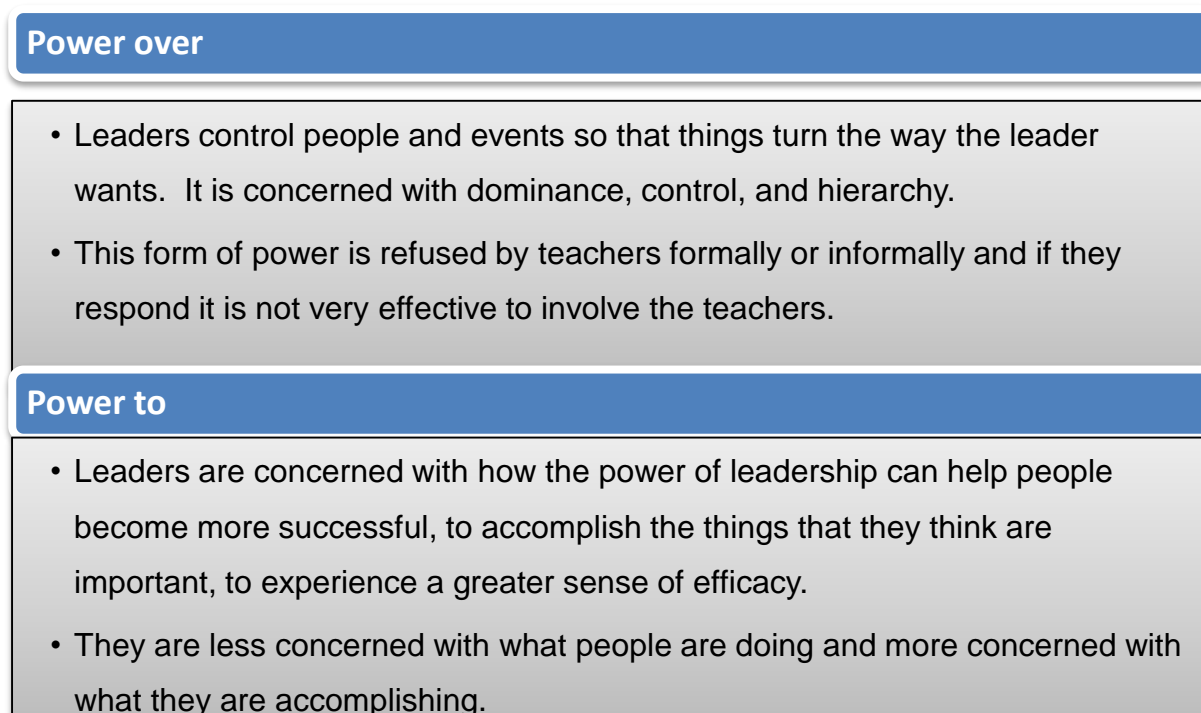 Power over
• Leaders control people and events so that things turn the way the leader
wants.  It is concerned with dominance, control, and hierarchy.
• This form of power is refused by teachers formally or informally and if they
respond it is not very effective to involve the teachers.
Power to
• Leaders are concerned with how the power of leadership can help people
become more successful, to accomplish the things that they think are
important, to experience a greater sense of efficacy.
• They are less concerned with what people are doing and more concerned with
what they are accomplishing.